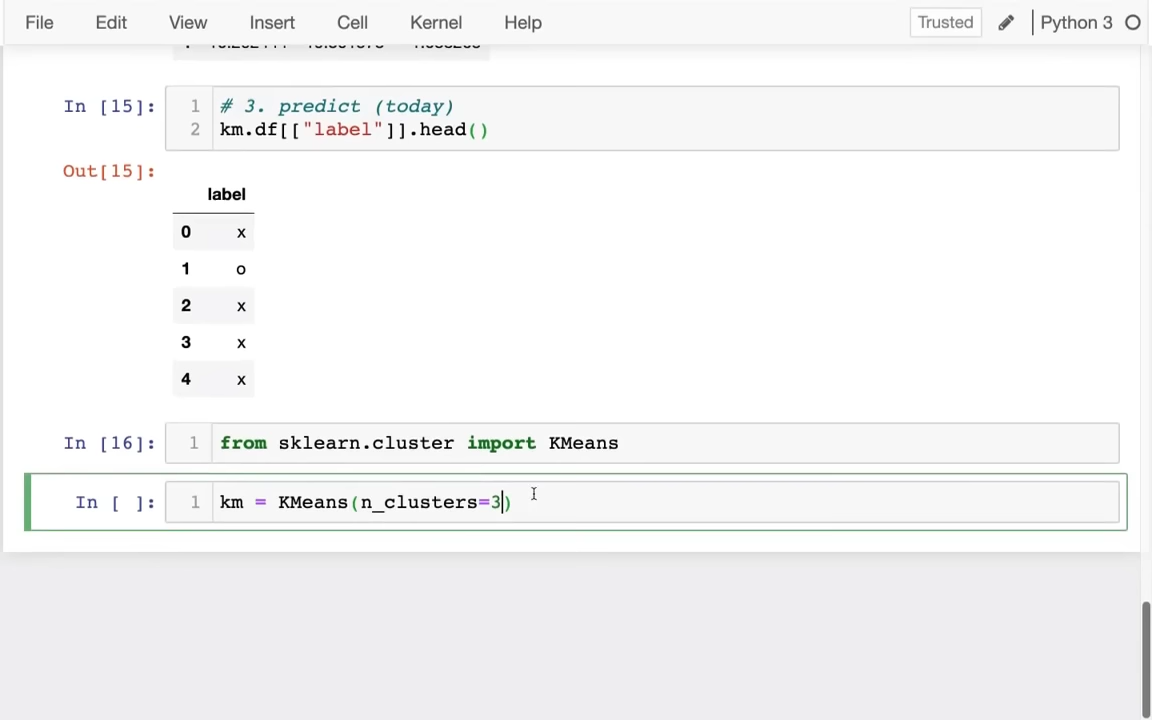 File Edit View Insert Cell Kernel Help Trusted Python 3
In [15]: 1 # 3. predict (today)
2 km.df[["label"]].head()
Out[15]:
label
0 x
1 o
2 x
3 x
4 x
In [16]: 1 from sklearn.cluster import KMeans
In [ ]: 1 km = KMeans(n_clusters=3)